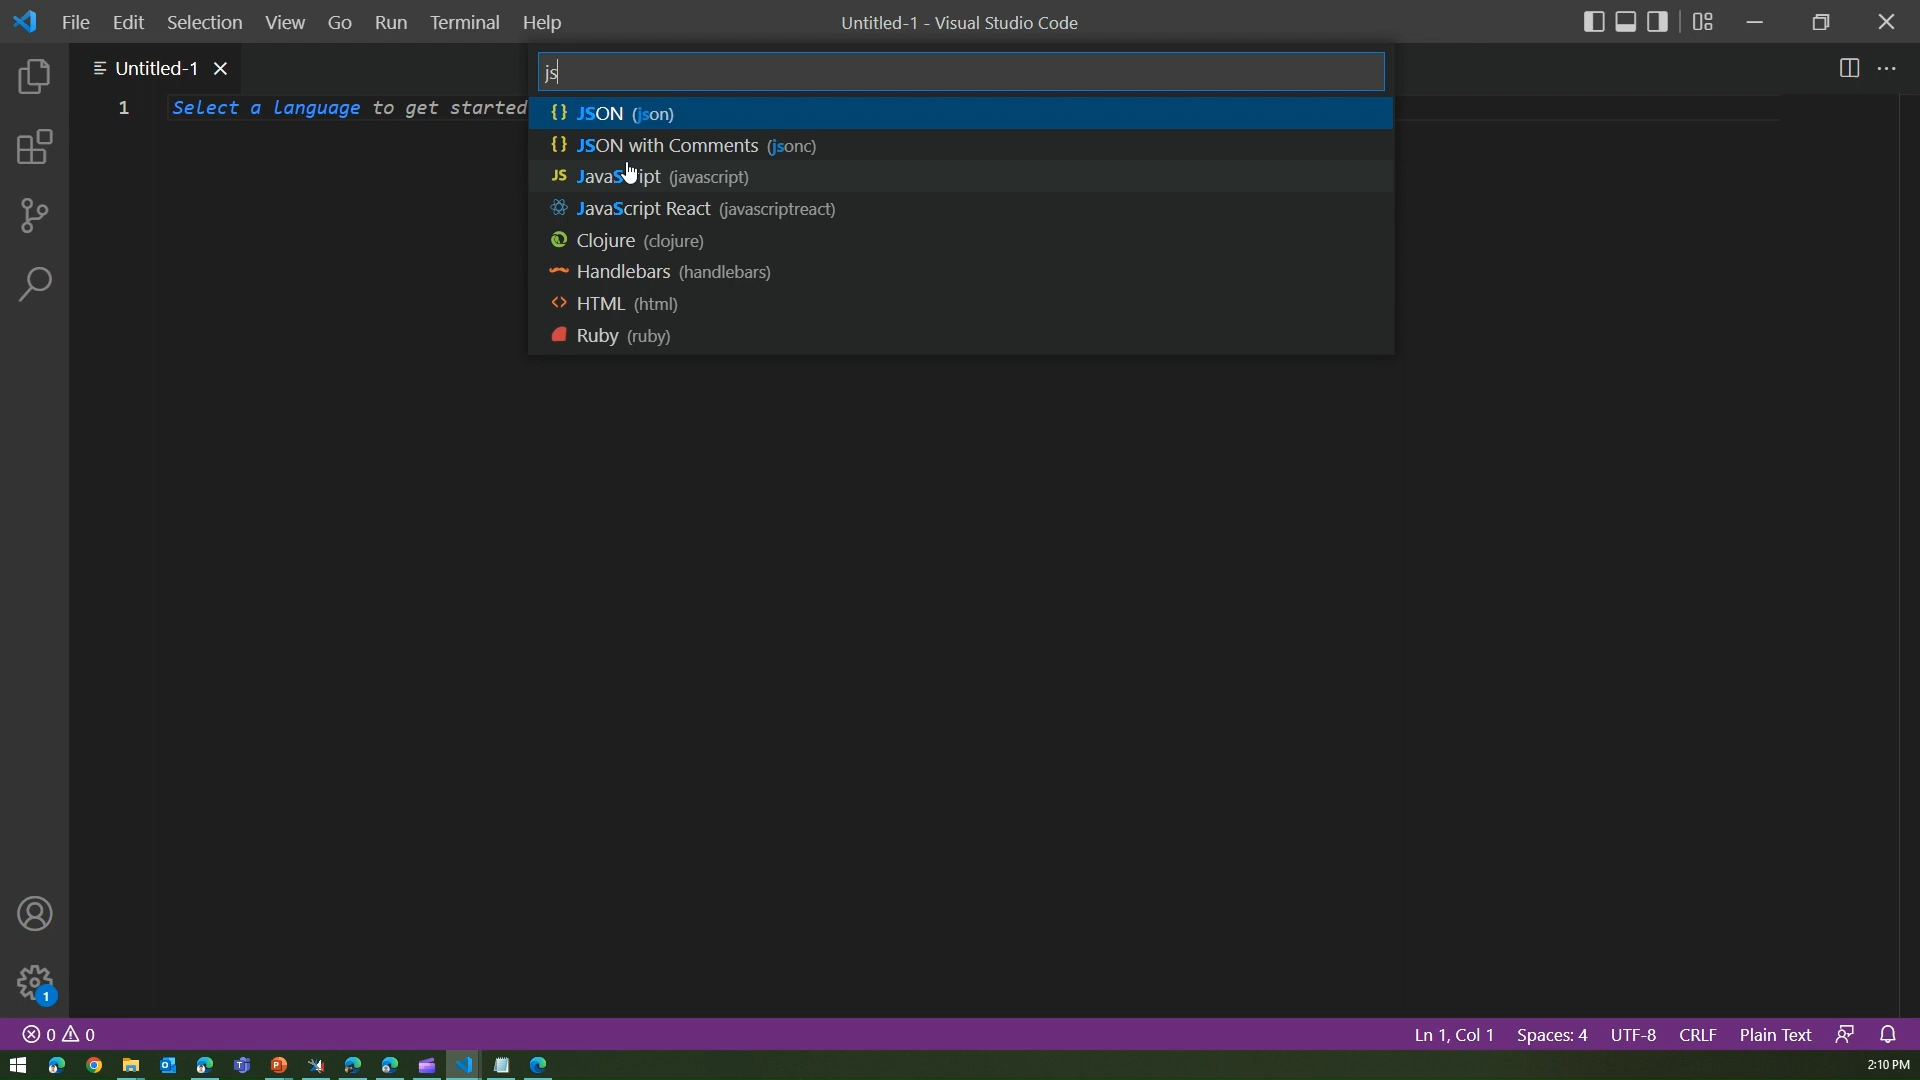 File Edit Selection View Go Run Terminal Help Untitled-1 - Visual Studio Code
Untitled-1
js
1 Select a language to get started
JSON (json)
JSON with Comments (jsonc)
JS (javascript)
JavaScript React (javascriptreact)
Clojure (clojure)
Handlebars (handlebars)
HTML (html)
Ruby (ruby)
1
0 0 Ln 1, Col 1 Spaces: 4 UTF-8 CRLF Plain Text
2:10 PM